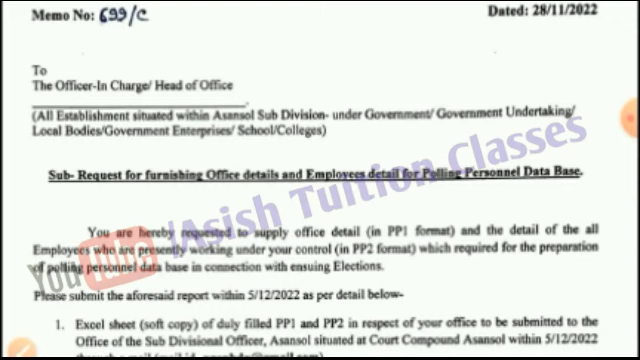 Memo No: 699/C
Dated: 28/11/2022
To
The Officer-In Charge/ Head of Office
(All Establishment situated within Asansol Sub Division- under Government/ Government Undertaking/
Local Bodies/Government Enterprises/ School/Colleges)
Sub- Request for furnishing Office details and Employees detail for Polling Personnel Data Base.
You are hereby requested to supply office detail (in PP1 format) and the detail of the all
Employees who are presently working under your control (in PP2 format) which required for the preparation
of polling personnel data base in connection with ensuing Elections.
YouTube/Asish Tuition Classes
Please submit the aforesaid report within 5/12/2022 as per detail below-
1. Excel sheet (soft copy) of duly filled PP1 and PP2 in respect of your office to be submitted to the
Office of the Sub Divisional Officer, Asansol situated at Court Compound Asansol within 5/12/2022